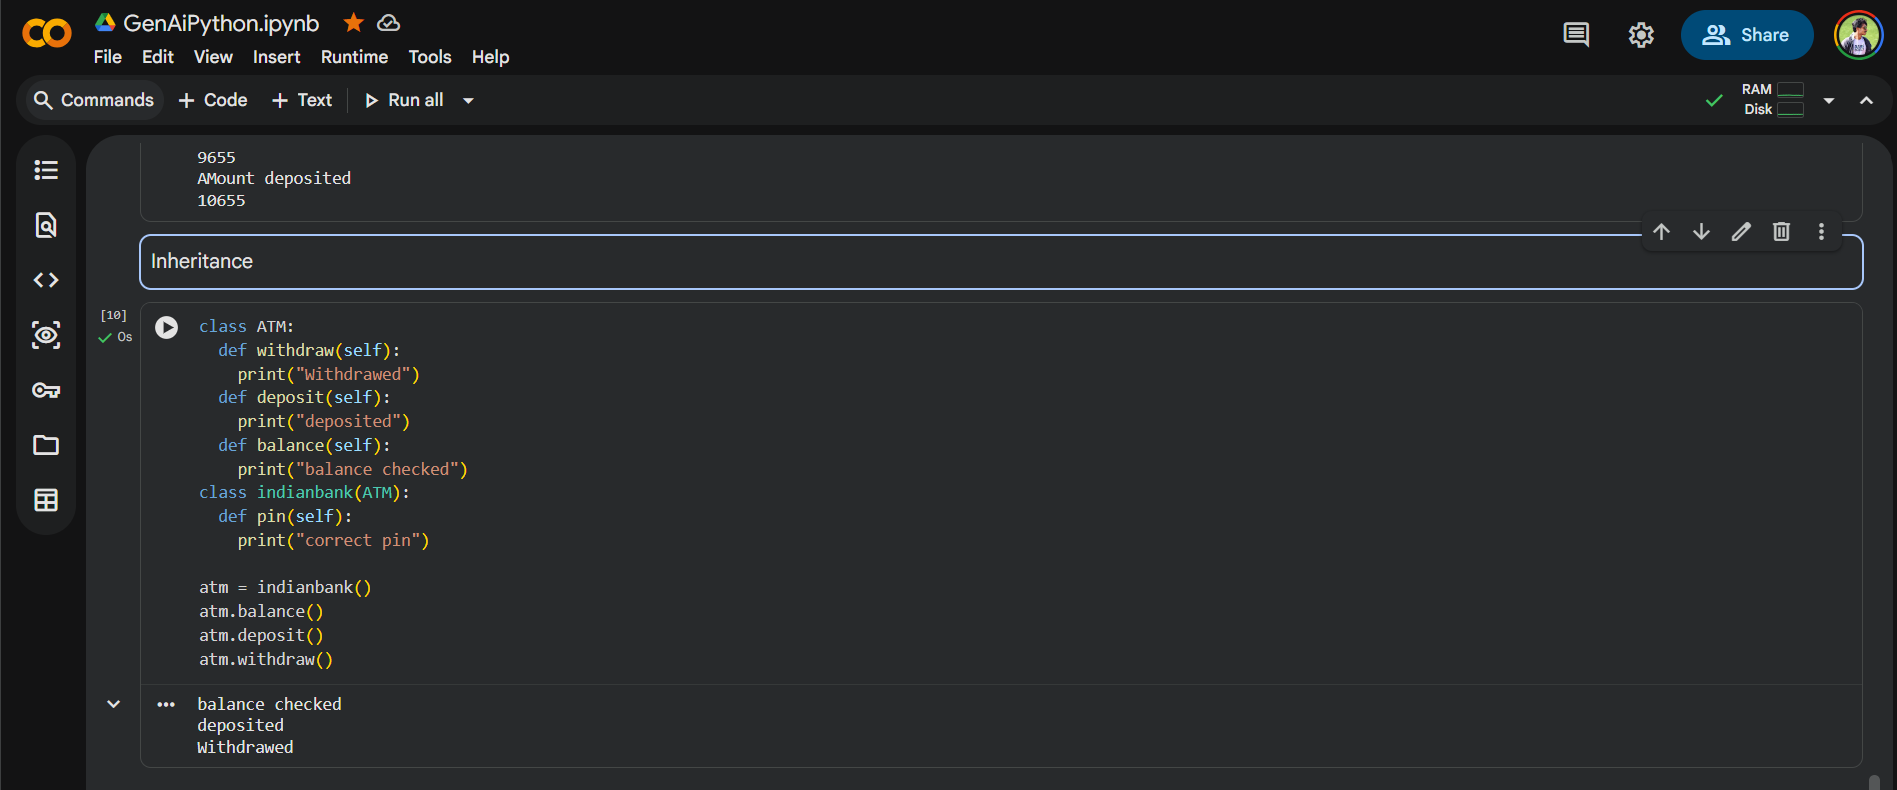 GenAiPython.ipynb
File Edit View Insert Runtime Tools Help
Share
Commands + Code + Text Run all
RAM
Disk
9655
AMount deposited
10655
Inheritance
[10]
0s
class ATM:
  def withdraw(self):
    print("Withdrawed")
  def deposit(self):
    print("deposited")
  def balance(self):
    print("balance checked")
class indianbank(ATM):
  def pin(self):
    print("correct pin")
atm = indianbank()
atm.balance()
atm.deposit()
atm.withdraw()
balance checked
deposited
Withdrawed